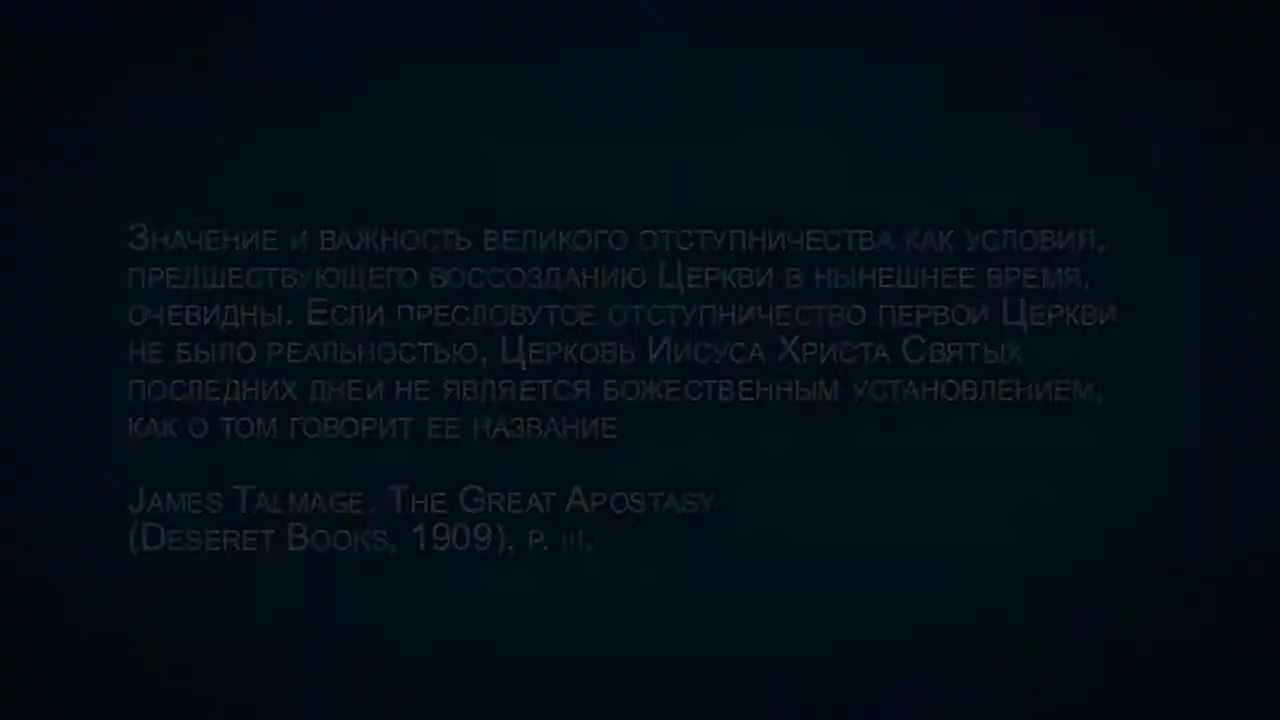 Значение и важность великого отступничества как условия,
предшествующего воссозданию Церкви в нынешнее время,
очевидны. Если пресловутое отступничество первой Церкви
не было реальностью, Церковь Иисуса Христа Святых
последних дней не является божественным установлением,
как о том говорит ее название
James Talmage. The Great Apostasy
(Deseret Books, 1909), p. iii.